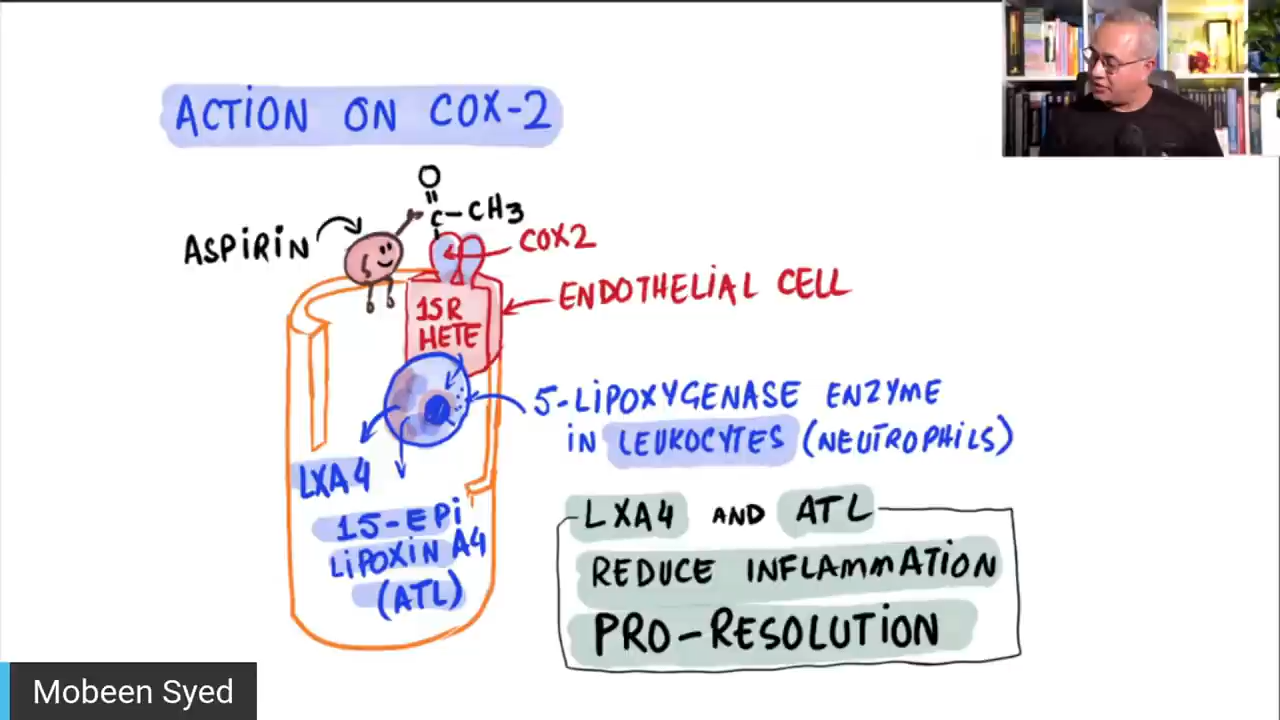 ACTION ON COX-2
O
C-CH3
ASPIRIN
COX2
15R
HETE
ENDOTHELIAL CELL
5-LIPOXYGENASE ENZYME
IN LEUKOCYTES (NEUTROPHILS)
LXA4
15-EPI
LIPOXIN A4
(ATL)
LXA4 AND ATL
REDUCE INFLAMMATION
PRO-RESOLUTION
Mobeen Syed